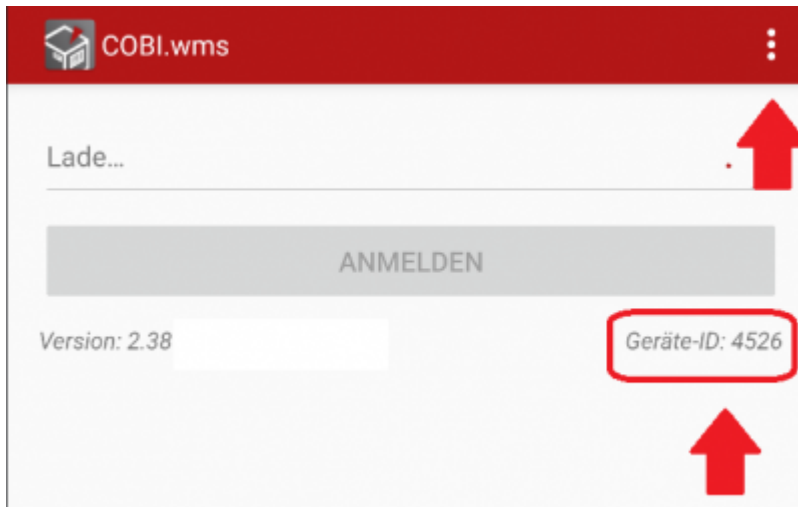 COBI.wms
Lade...
ANMELDEN
Version: 2.38
Geräte-ID: 4526